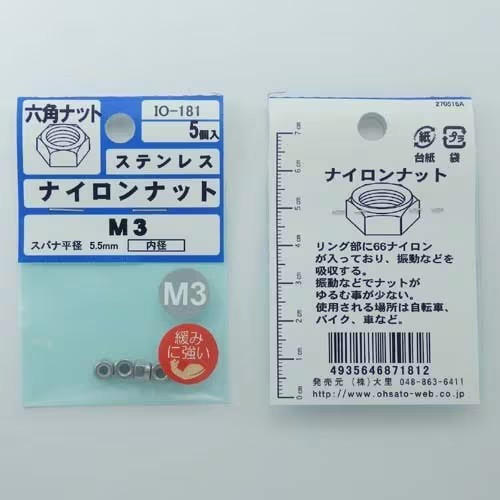 六角ナット
IO-181
5個入
ステンレス
ナイロンナット
M3
スパナ平径 5.5mm 内径
M3
緩み
に強い
270516A
7cm
6cm
5cm
4cm
3cm
2cm
1cm
0cm
紙 プラ
台紙 袋
ナイロンナット
リング部に66ナイロン
が入っており、振動などを
吸収する。
振動などでナットが
ゆるむ事が少ない。
使用される場所は自転車、
バイク、車など。
4935646871812
発売元 (株)大里 048-863-6411
http://www.ohsato-web.co.jp